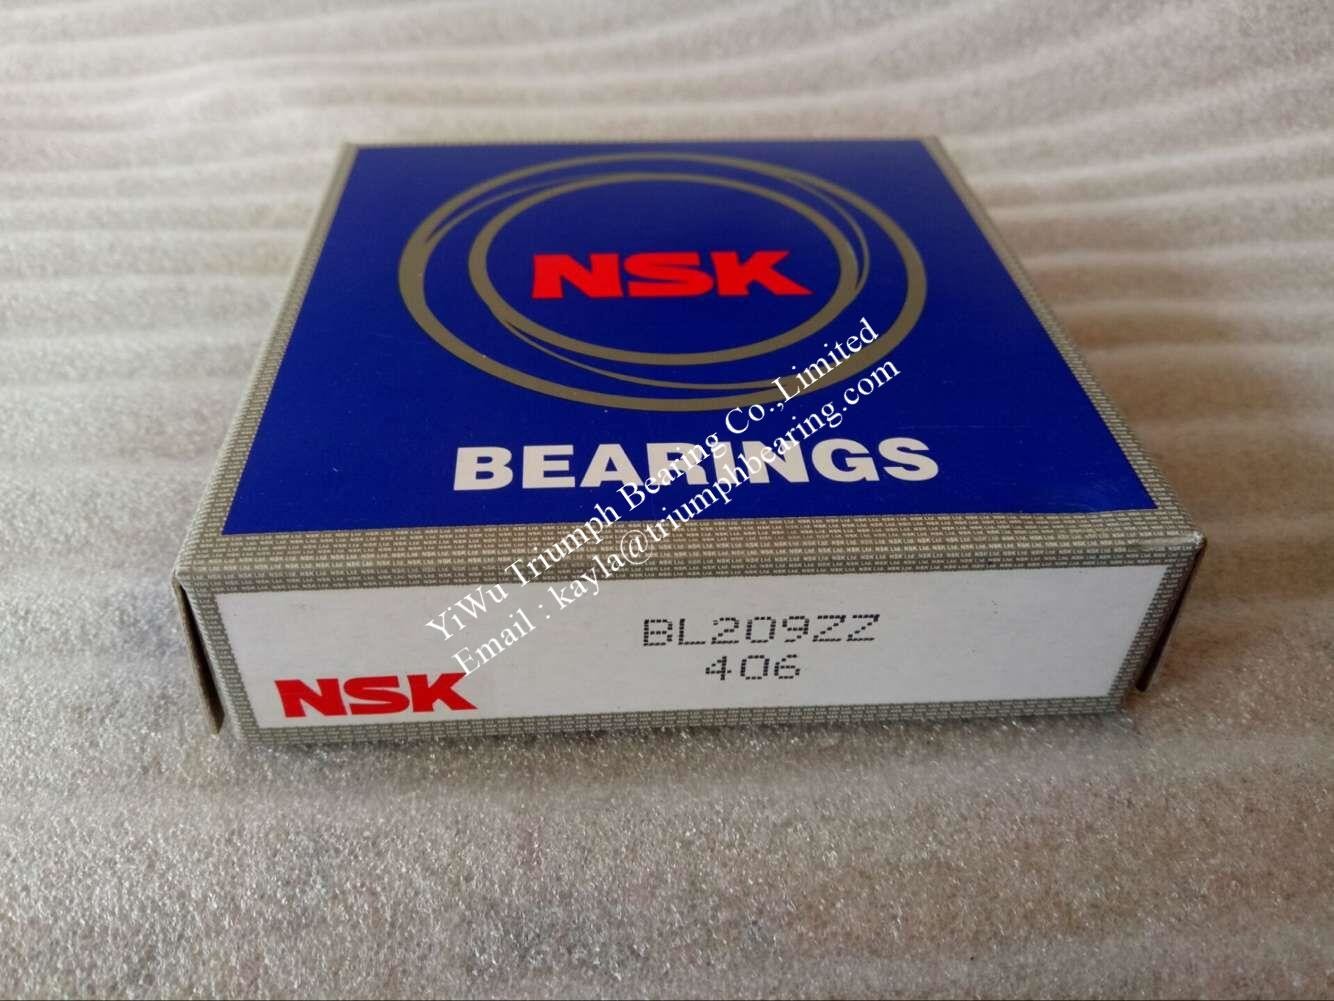 NSK
BEARINGS
YiWu Triumph Bearing Co.,Limited
Email : kayla@triumphbearing.com
BL209ZZ
406
NSK